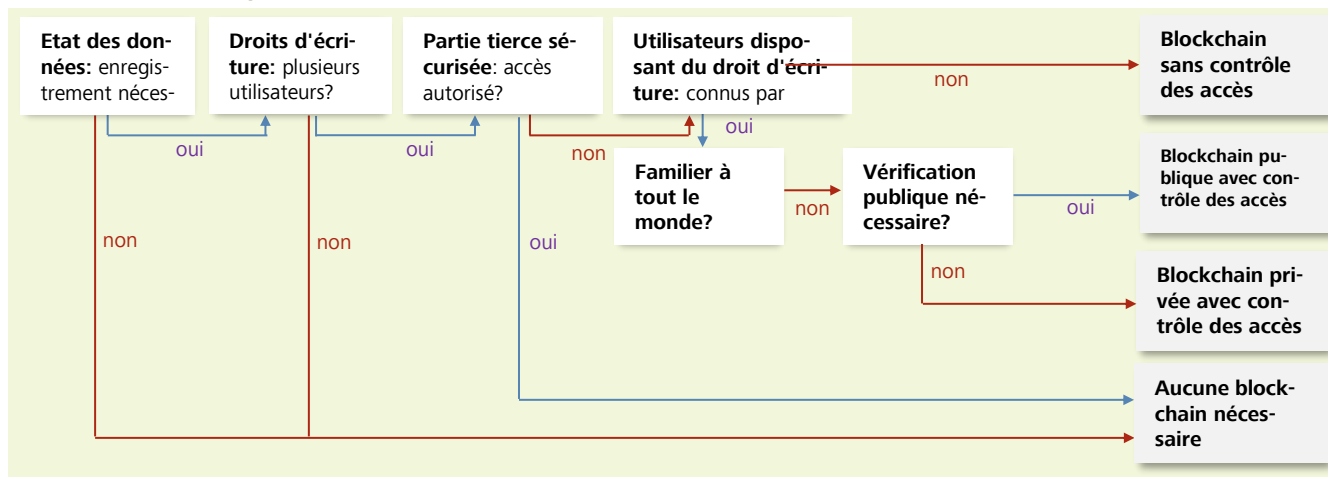 Etat des don-
nées: enregis-
trement néces-
Droits d'écri-
ture: plusieurs
utilisateurs?
Partie tierce sé-
curisée: accès
autorisé?
Utilisateurs dispo-
sant du droit d'écri-
ture: connus par
non
Blockchain
sans contrôle
des accès
oui
oui
non
oui
Familier à
tout le
monde?
non
Vérification
publique né-
cessaire?
oui
Blockchain pu-
blique avec con-
trôle des accès
non
non
oui
non
Blockchain pri-
vée avec con-
trôle des accès
Aucune block-
chain néces-
saire